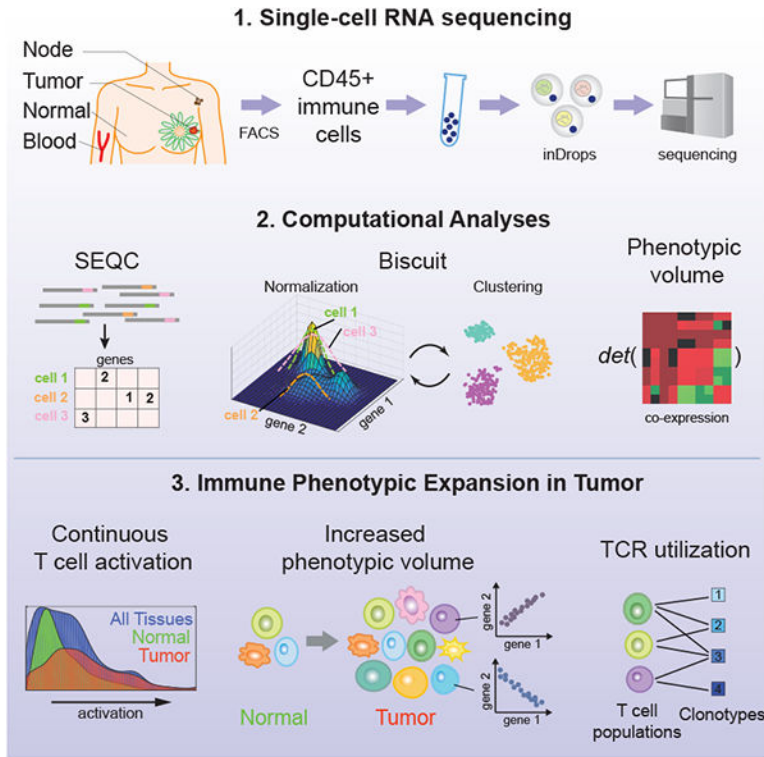 1. Single-cell RNA sequencing
Node
Tumor
Normal
Blood
FACS
CD45+
immune
cells
inDrops
sequencing
2. Computational Analyses
SEQC
genes
cell 1
2
cell 2
1 2
cell 3
3
Biscuit
Normalization
cell 1
cell 3
cell 2
gene 2
gene 1
Clustering
Phenotypic
volume
det( )
co-expression
3. Immune Phenotypic Expansion in Tumor
Continuous
T cell activation
All Tissues
Normal
Tumor
activation
Increased
phenotypic volume
Normal
Tumor
gene 2
gene 1
gene 2
gene 1
TCR utilization
1
2
3
4
T cell
populations
Clonotypes